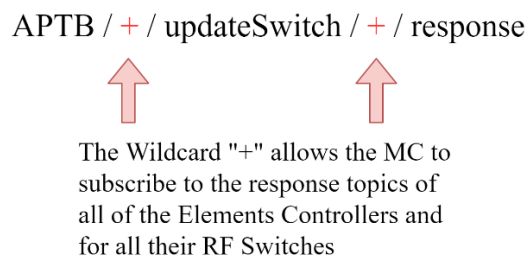 APTB / + / updateSwitch / + / response
The Wildcard "+" allows the MC to
subscribe to the response topics of
all of the Elements Controllers and
for all their RF Switches